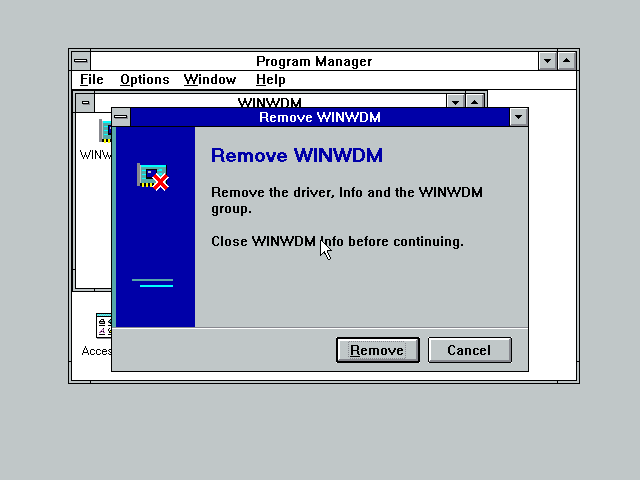 Program Manager
File Options Window Help
WINWDM
Remove WINWDM
Remove WINWDM
Remove the driver, Info and the WINWDM
group.
Close WINWDM Info before continuing.
Remove Cancel